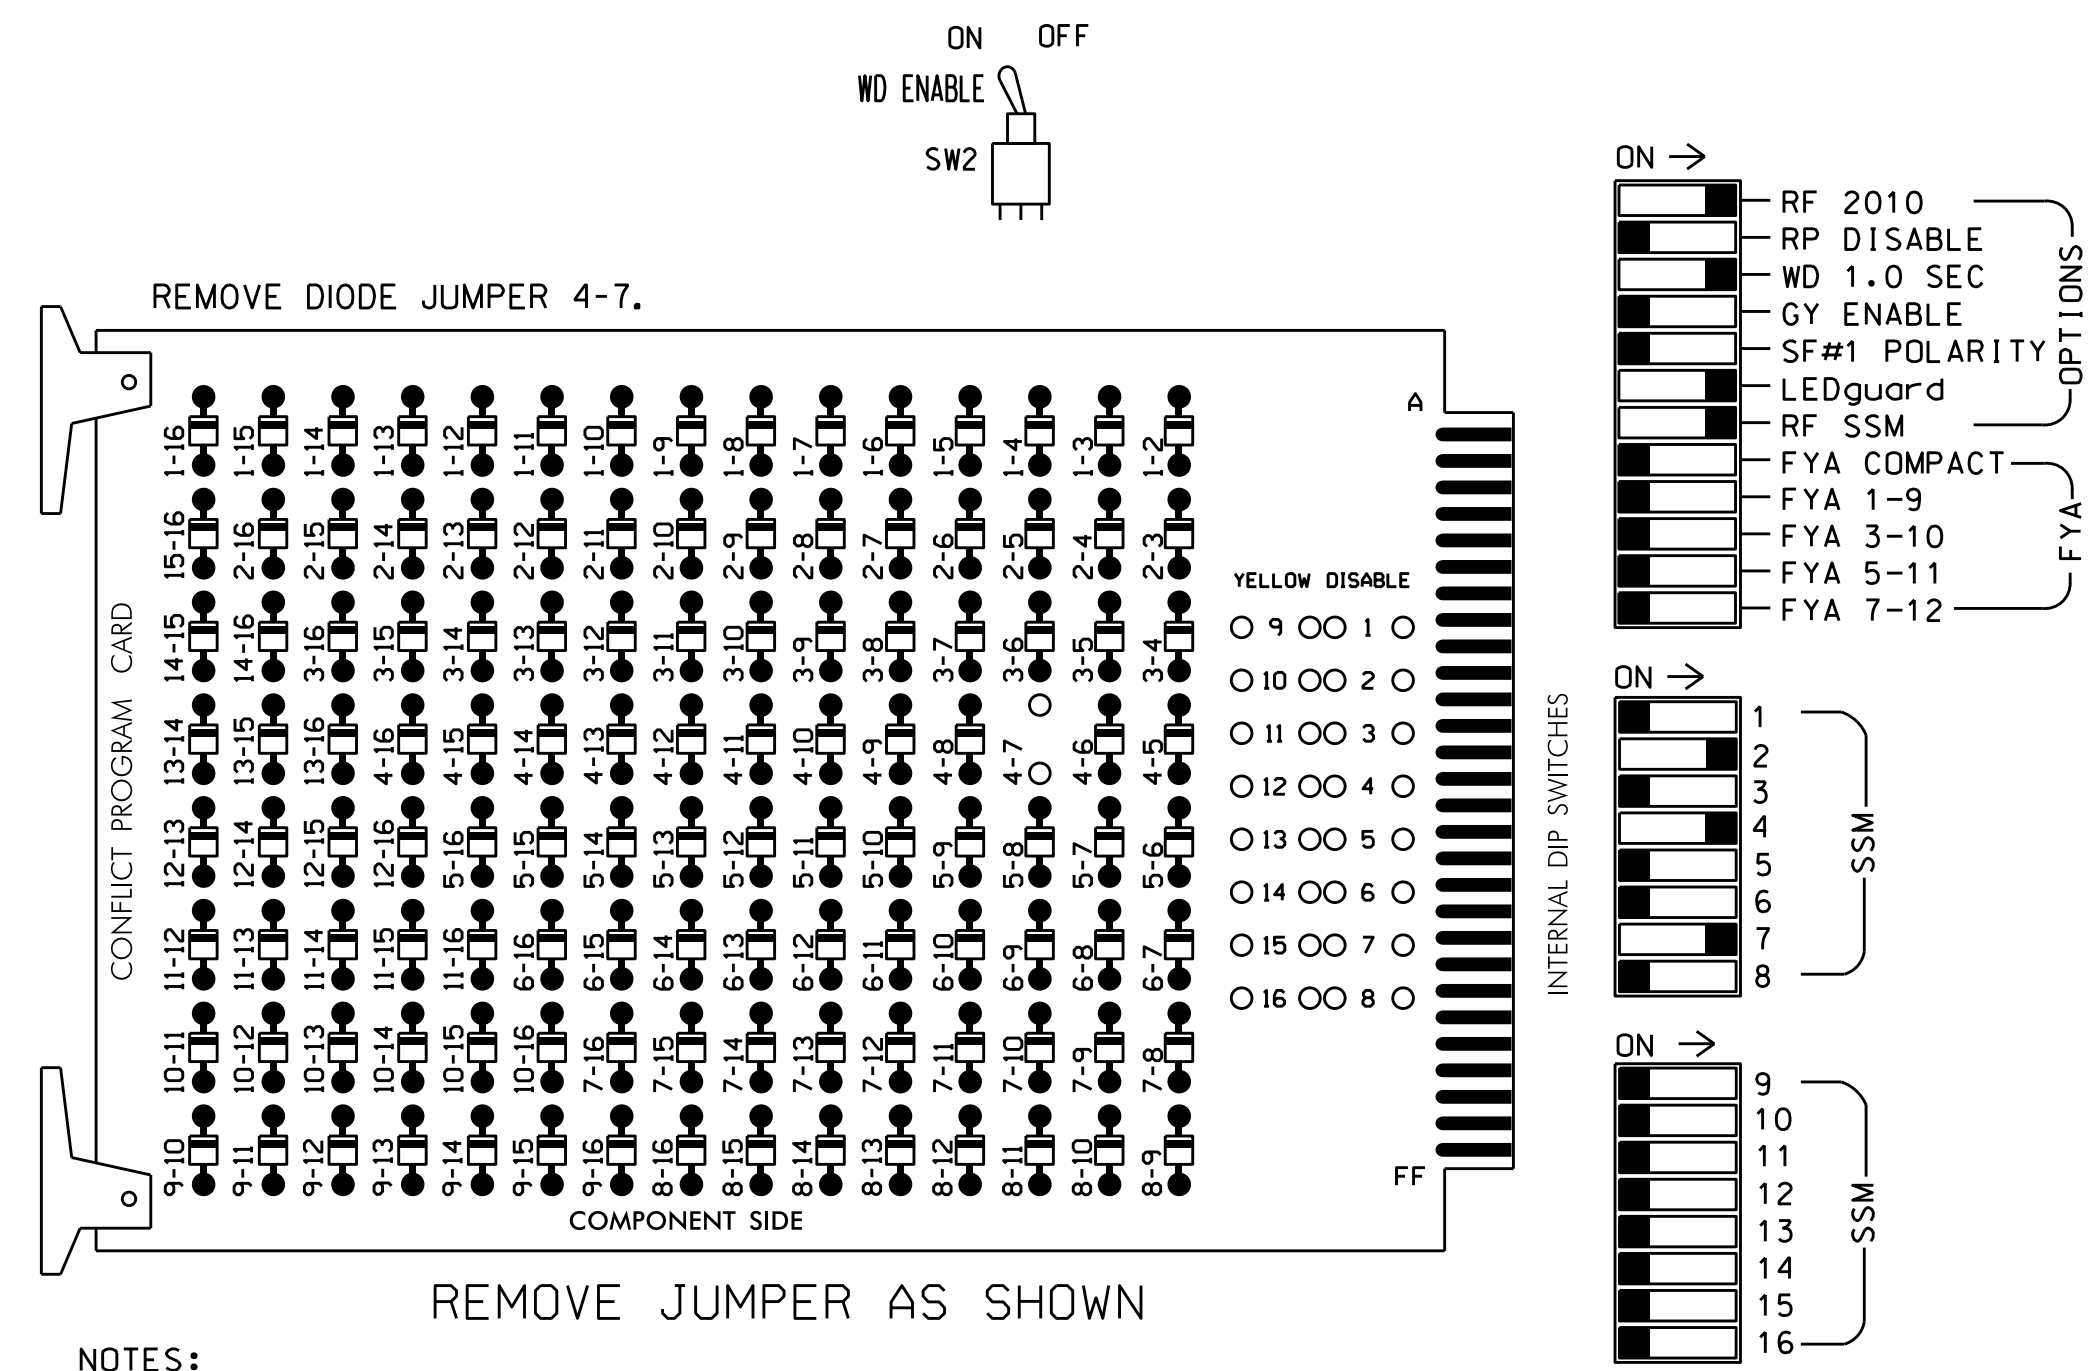 ON OFF
WD ENABLE
SW2
REMOVE DIODE JUMPER 4-7.
CONFLICT PROGRAM CARD
1-16 1-15 1-14 1-13 1-12 1-11 1-10 1-9 1-8 1-7 1-6 1-5 1-4 1-3 1-2
15-16 2-16 2-15 2-14 2-13 2-12 2-11 2-10 2-9 2-8 2-7 2-6 2-5 2-4 2-3
14-15 14-16 3-16 3-15 3-14 3-13 3-12 3-11 3-10 3-9 3-8 3-7 3-6 3-5 3-4
13-14 13-15 13-16 4-16 4-15 4-14 4-13 4-12 4-11 4-10 4-9 4-8 4-7 4-6 4-5
12-13 12-14 12-15 12-16 5-16 5-15 5-14 5-13 5-12 5-11 5-10 5-9 5-8 5-7 5-6
11-12 11-13 11-14 11-15 11-16 6-16 6-15 6-14 6-13 6-12 6-11 6-10 6-9 6-8 6-7
10-11 10-12 10-13 10-14 10-15 10-16 7-16 7-15 7-14 7-13 7-12 7-11 7-10 7-9 7-8
9-10 9-11 9-12 9-13 9-14 9-15 9-16 8-16 8-15 8-14 8-13 8-12 8-11 8-10 8-9
COMPONENT SIDE
A
YELLOW DISABLE
9 1
10 2
11 3
12 4
13 5
14 6
15 7
16 8
FF
REMOVE JUMPER AS SHOWN
NOTES:
INTERNAL DIP SWITCHES
ON
RF 2010
RP DISABLE
WD 1.0 SEC
GY ENABLE
SF#1 POLARITY
LEDguard
RF SSM
OPTIONS
FYA COMPACT
FYA 1-9
FYA 3-10
FYA 5-11
FYA 7-12
FYA
ON
1
2
3
4
5
6
7
8
SSM
ON
9
10
11
12
13
14
15
16
SSM